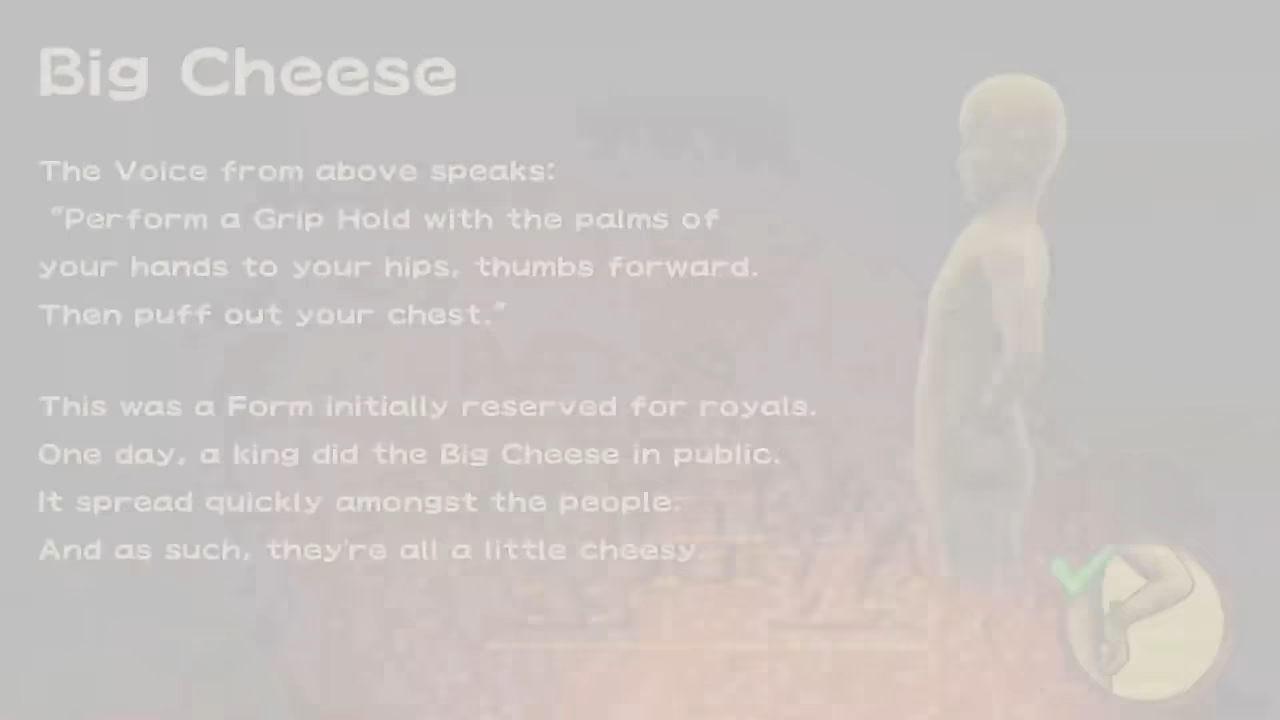 Big Cheese
The Voice from above speaks:
"Perform a Grip Hold with the palms of
your hands to your hips, thumbs forward.
Then puff out your chest."
This was a Form initially reserved for royals.
One day, a king did the Big Cheese in public.
It spread quickly amongst the people.
And as such, they're all a little cheesy.